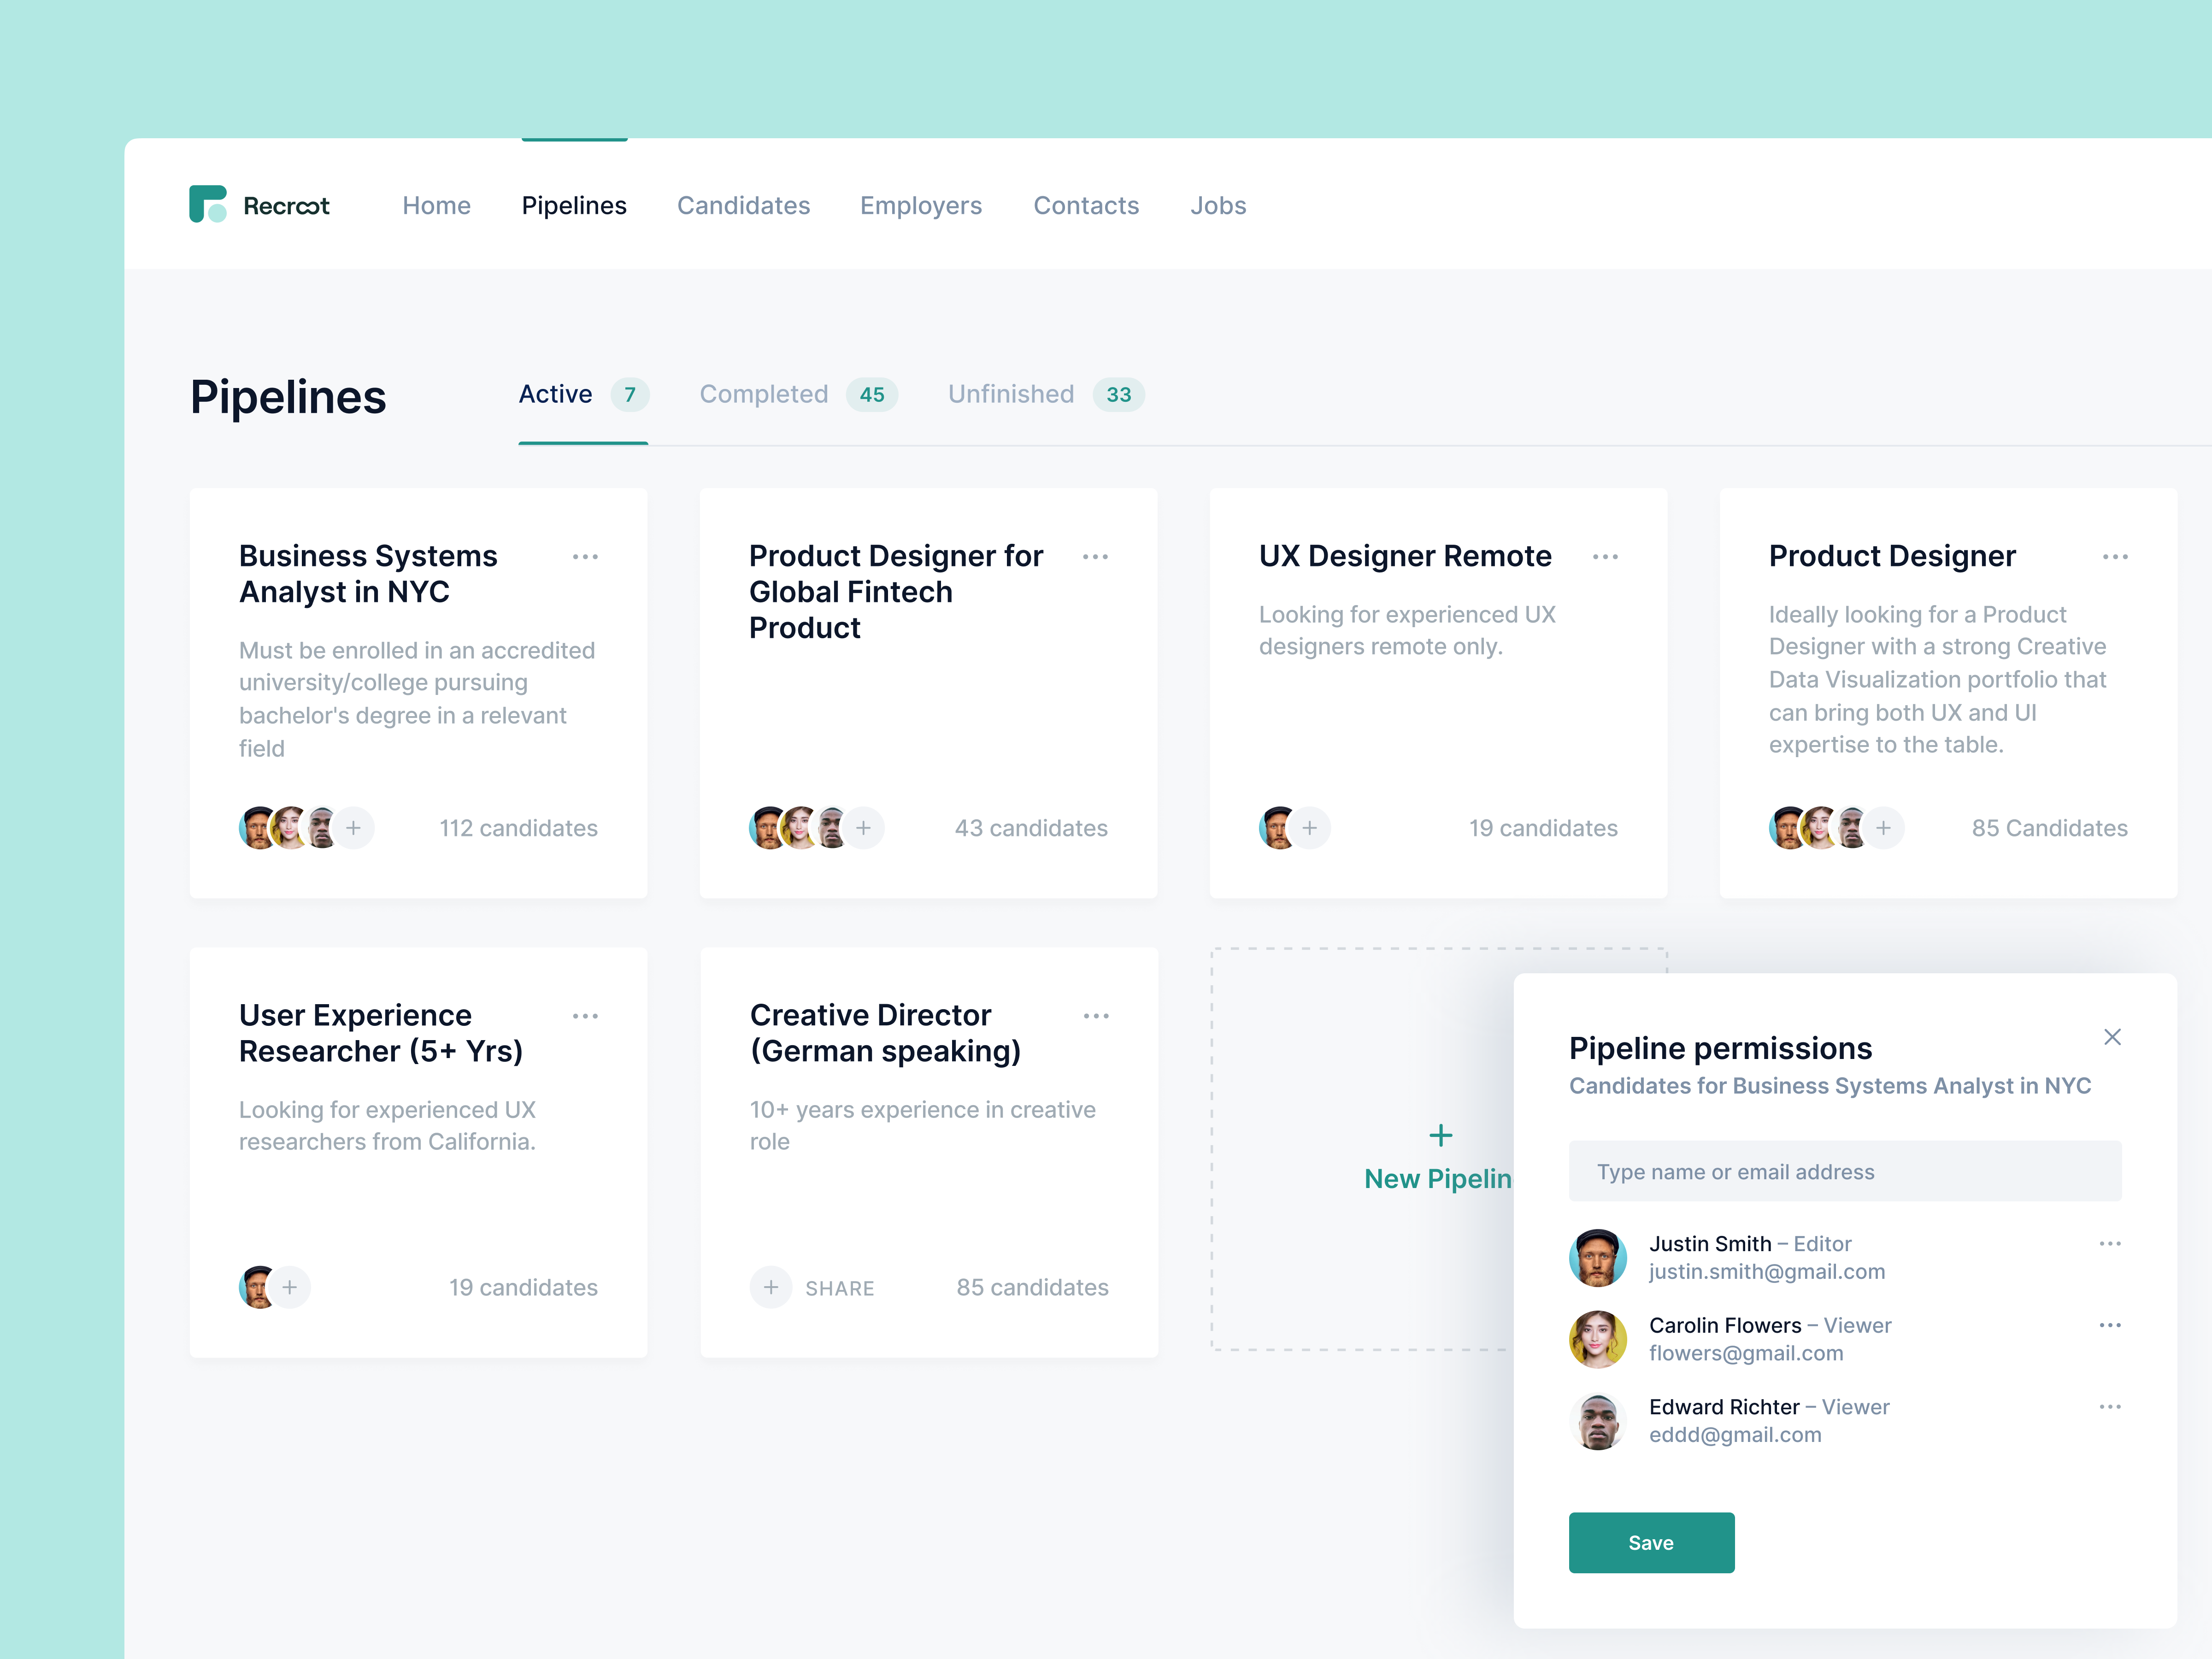 Recroot
Home
Pipelines
Candidates
Employers
Contacts
Jobs
Pipelines
Active 7
Completed 45
Unfinished 33
Business Systems
Analyst in NYC
Must be enrolled in an accredited
university/college pursuing
bachelor's degree in a relevant
field
112 candidates
Product Designer for
Global Fintech
Product
43 candidates
UX Designer Remote
Looking for experienced UX
designers remote only.
19 candidates
Product Designer
Ideally looking for a Product
Designer with a strong Creative
Data Visualization portfolio that
can bring both UX and UI
expertise to the table.
85 Candidates
User Experience
Researcher (5+ Yrs)
Looking for experienced UX
researchers from California.
19 candidates
Creative Director
(German speaking)
10+ years experience in creative
role
SHARE
85 candidates
New Pipelin
Pipeline permissions
Candidates for Business Systems Analyst in NYC
Type name or email address
Justin Smith – Editor
justin.smith@gmail.com
Carolin Flowers – Viewer
flowers@gmail.com
Edward Richter – Viewer
eddd@gmail.com
Save